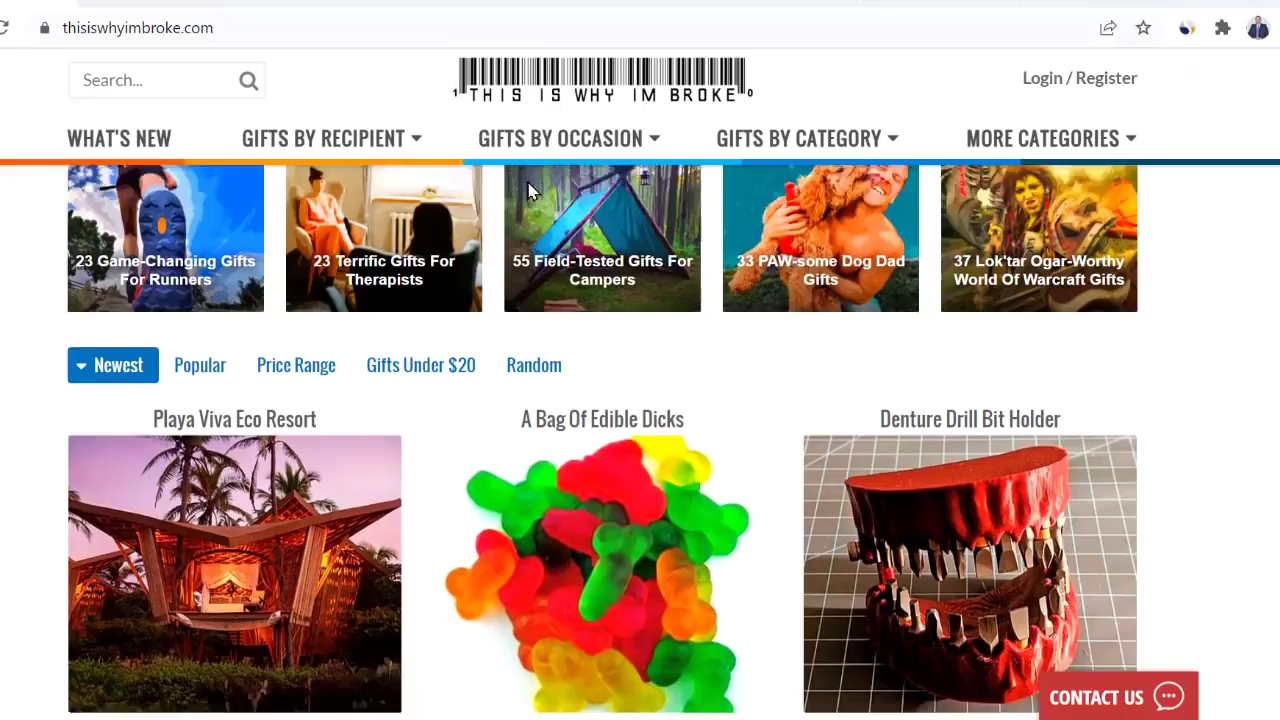 thisiswhyimbroke.com
Search...
1 THIS IS WHY IM BROKE 0
Login / Register
WHAT'S NEW
GIFTS BY RECIPIENT
GIFTS BY OCCASION
GIFTS BY CATEGORY
MORE CATEGORIES
23 Game-Changing Gifts
For Runners
23 Terrific Gifts For
Therapists
55 Field-Tested Gifts For
Campers
33 PAW-some Dog Dad
Gifts
37 Lok'tar Ogar-Worthy
World Of Warcraft Gifts
Newest
Popular
Price Range
Gifts Under $20
Random
Playa Viva Eco Resort
A Bag Of Edible Dicks
Denture Drill Bit Holder
CONTACT US